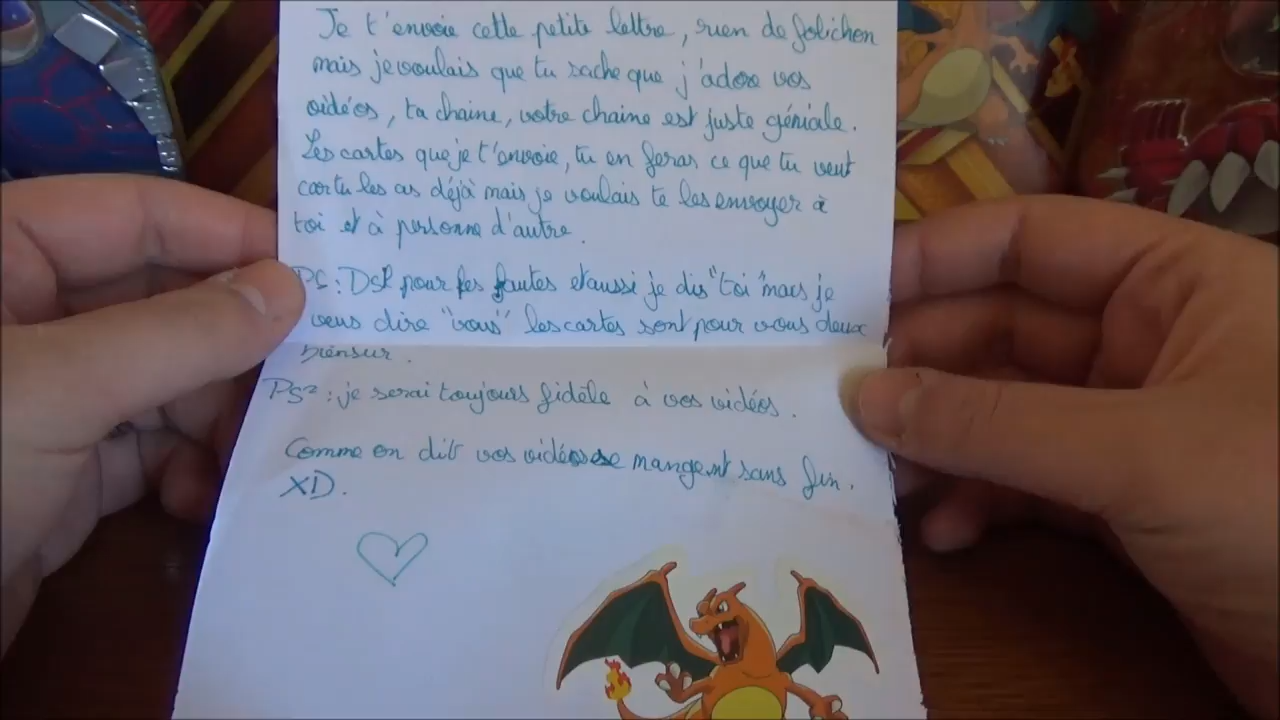 Je t'envoie cette petite lettre, rien de folichon
mais je voulais que tu sache que j'adore vos
vidéos, ta chaine, votre chaine est juste géniale.
Les cartes que je t'envoie, tu en feras ce que tu veut
car tu les as déjà mais je voulais te les envoyer à
toi et à personne d'autre.
PS: Dsl pour les fautes et aussi je dis "toi" mais je
veus dire "vous" les cartes sont pour vous deux
biensur.
PS²: je serai toujours fidèle à vos vidéos.
Comme on dit vos vidéos se mangent sans fin.
XD.